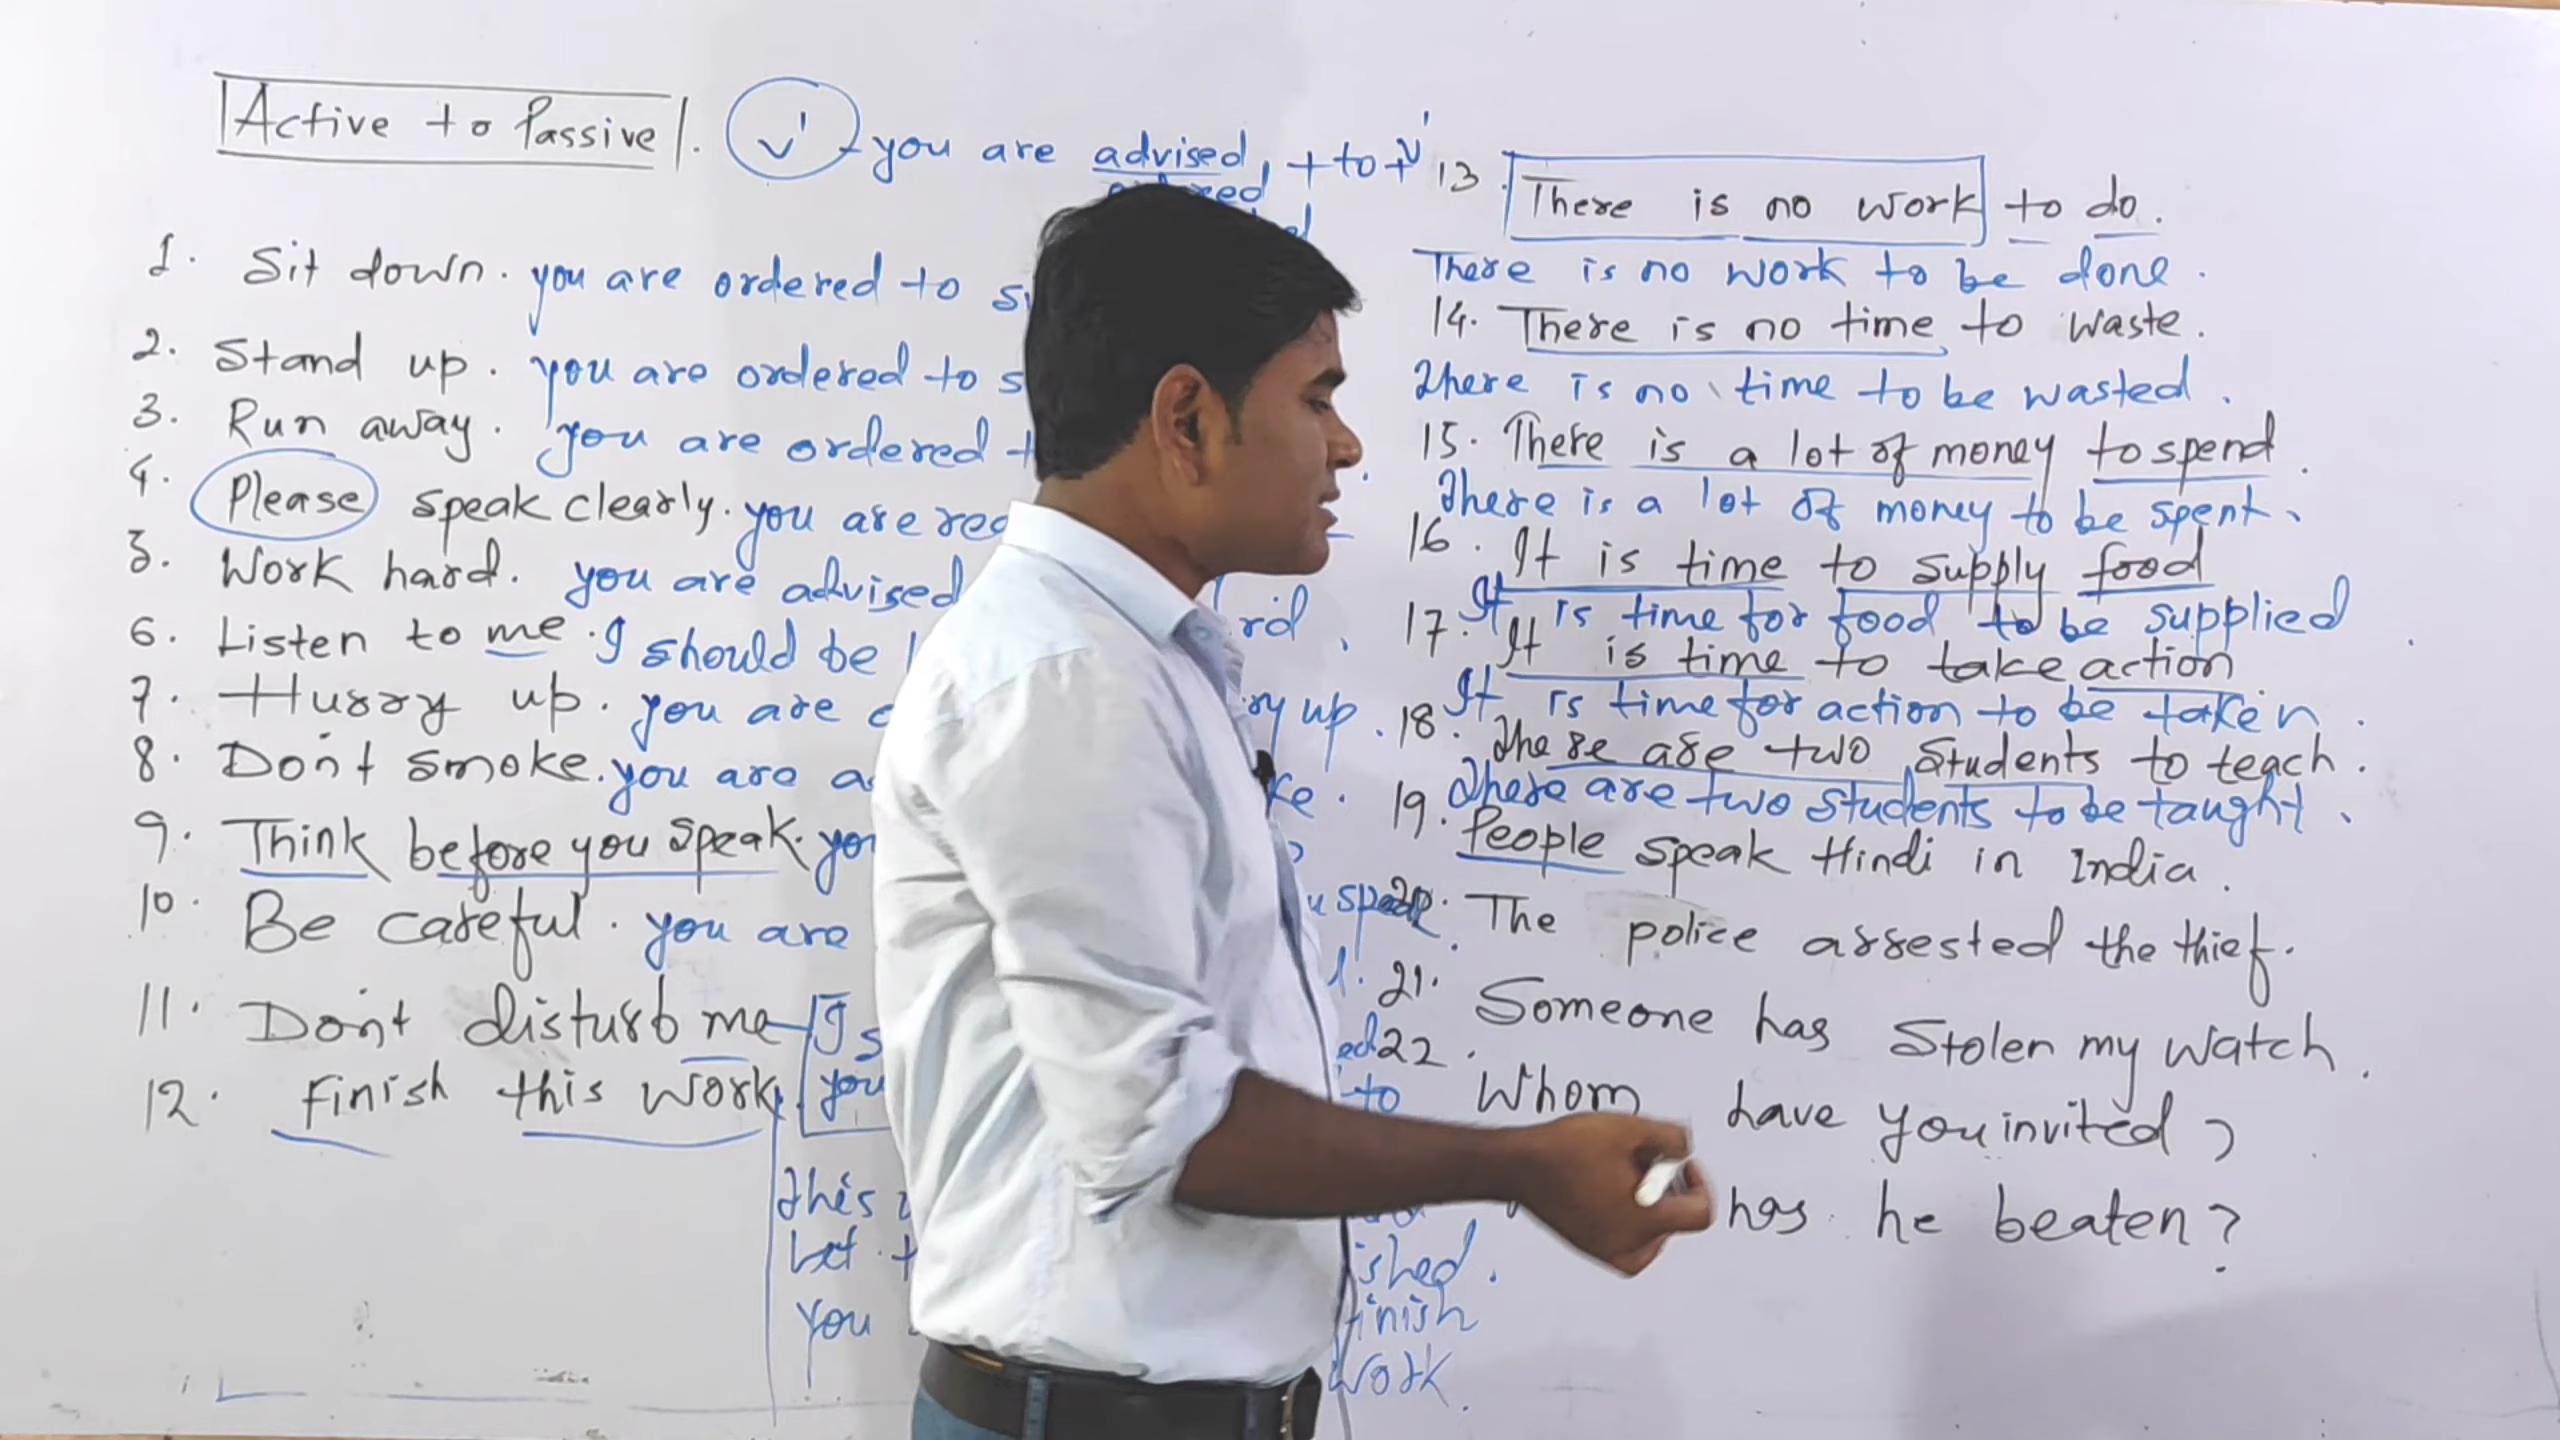 Active to Passive . V¹ - you are advised + to + V¹
1. Sit down. you are ordered to
2. Stand up. you are ordered to
3. Run away. you are ordered
4. Please speak clearly. you are
5. Work hard. you are advised
6. Listen to me. I should be
7. Hurry up. you are up.
8. Don't smoke. you are
9. Think before you speak.
10. Be careful. you are
11. Don't disturb me I
you to
12. Finish this work.
This
Let
You
work.
13. There is no work to do.
There is no work to be done.
14. There is no time to waste.
There is no time to be wasted.
15. There is a lot of money to spend.
There is a lot of money to be spent.
16. It is time to supply food
It is time for food to be supplied
17. It is time to take action
It is time for action to be taken.
18. There are two students to teach.
There are two students to be taught.
19. People speak Hindi in India.
20. The police arrested the thief.
21. Someone has stolen my watch.
22. Whom have you invited?
has he beaten?